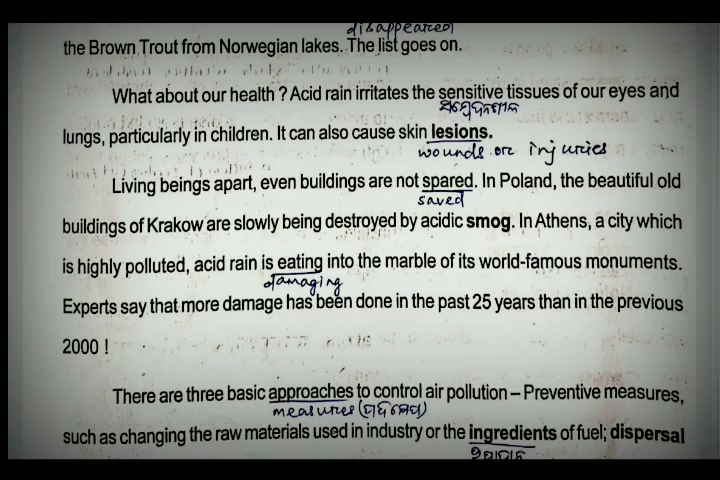 disappeared
the Brown Trout from Norwegian lakes. The list goes on.
What about our health ? Acid rain irritates the sensitive tissues of our eyes and
lungs, particularly in children. It can also cause skin lesions.
wounds or injuries
Living beings apart, even buildings are not spared. In Poland, the beautiful old
saved
buildings of Krakow are slowly being destroyed by acidic smog. In Athens, a city which
is highly polluted, acid rain is eating into the marble of its world-famous monuments.
damaging
Experts say that more damage has been done in the past 25 years than in the previous
2000 !
There are three basic approaches to control air pollution – Preventive measures,
measures (ପଦକ୍ଷେପ)
such as changing the raw materials used in industry or the ingredients of fuel; dispersal
ଉପାଦାନ